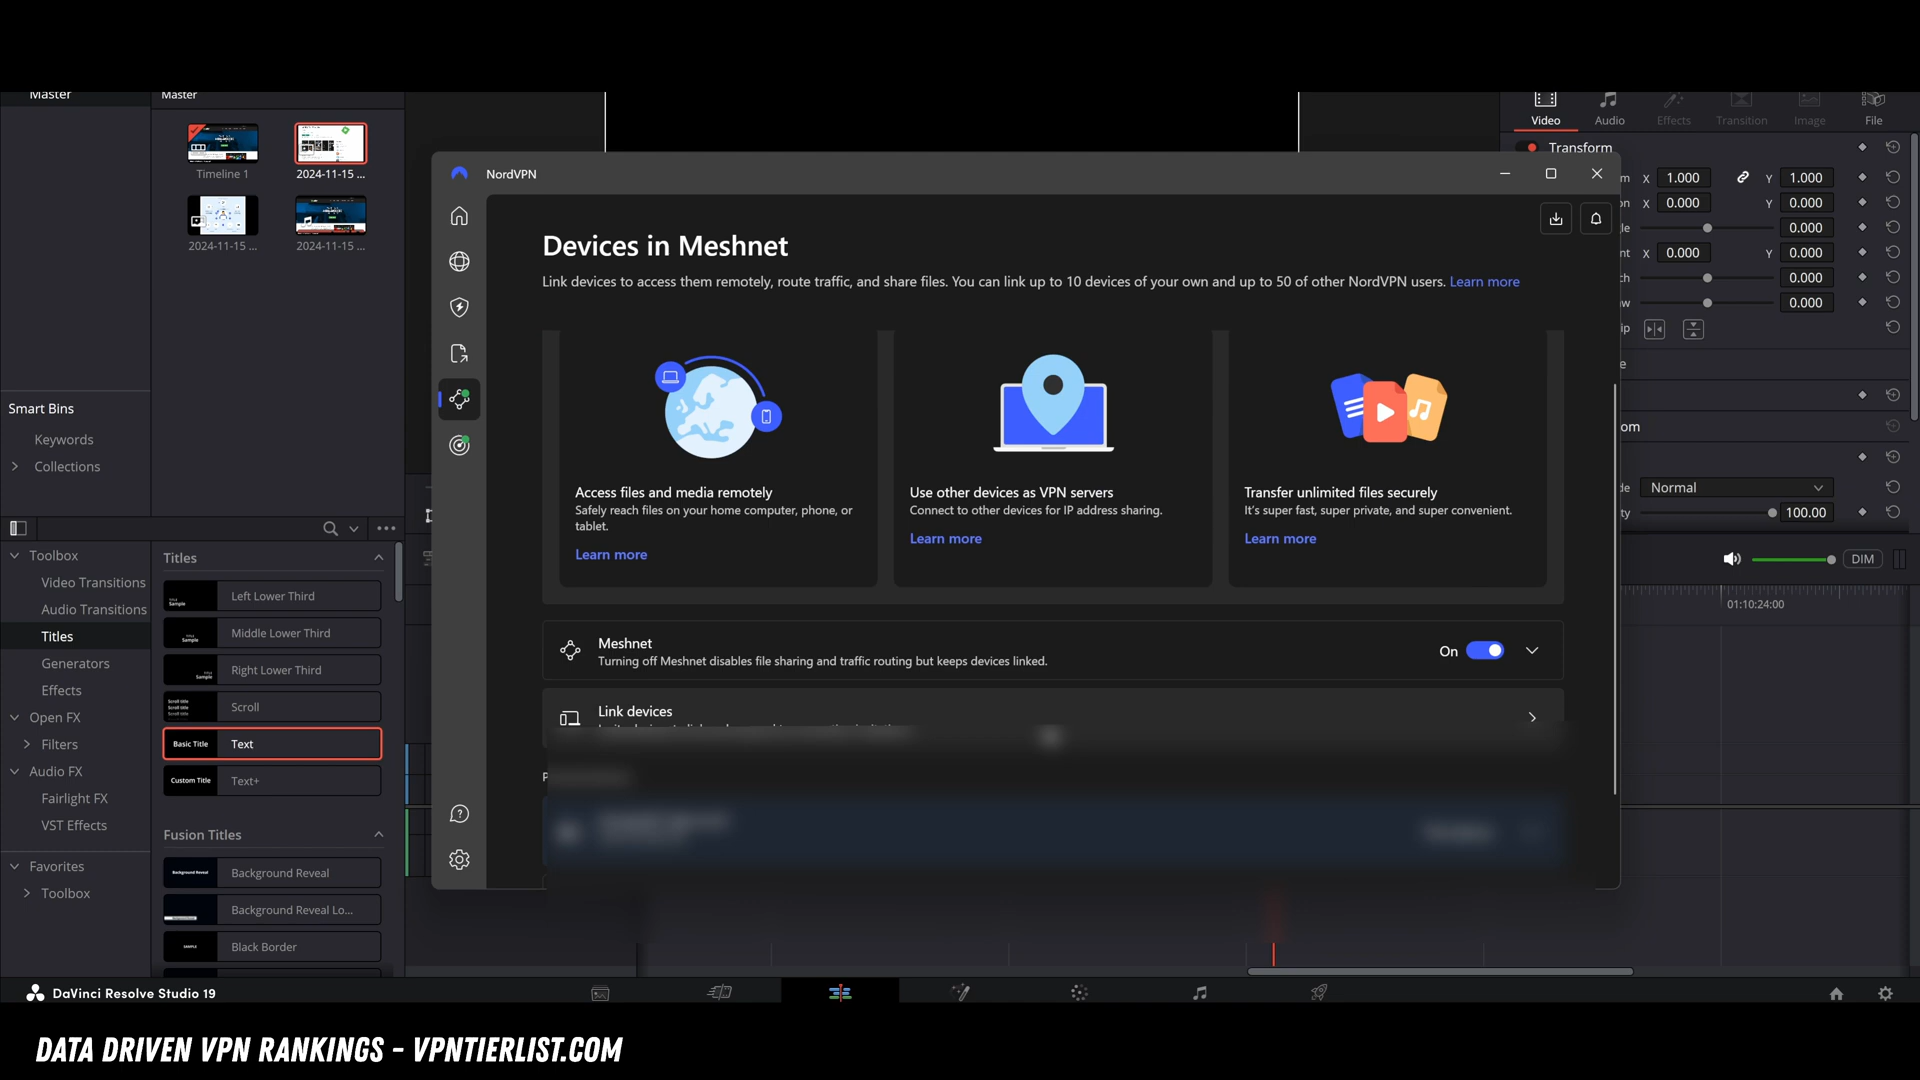 Master
Master
Timeline 1
2024-11-15 ...
2024-11-15 ...
2024-11-15 ...
Smart Bins
Keywords
Collections
Toolbox
Video Transitions
Audio Transitions
Titles
Generators
Effects
Open FX
Filters
Audio FX
Fairlight FX
VST Effects
Favorites
Toolbox
Titles
Left Lower Third
Middle Lower Third
Right Lower Third
Scroll
Basic Title
Text
Custom Title
Text+
Fusion Titles
Background Reveal
Background Reveal
Background Reveal Lo...
Black Border
NordVPN
Devices in Meshnet
Link devices to access them remotely, route traffic, and share files. You can link up to 10 devices of your own and up to 50 of other NordVPN users. Learn more
Access files and media remotely
Safely reach files on your home computer, phone, or
tablet.
Learn more
Use other devices as VPN servers
Connect to other devices for IP address sharing.
Learn more
Transfer unlimited files securely
It's super fast, super private, and super convenient.
Learn more
Meshnet
Turning off Meshnet disables file sharing and traffic routing but keeps devices linked.
On
Link devices
Video
Audio
Effects
Transition
Image
File
Transform
X 1.000 Y 1.000
X 0.000 Y 0.000
0.000
X 0.000 Y 0.000
0.000
0.000
Normal
100.00
DIM
01:10:24:00
DaVinci Resolve Studio 19
DATA DRIVEN VPN RANKINGS - VPNTIERLIST.COM